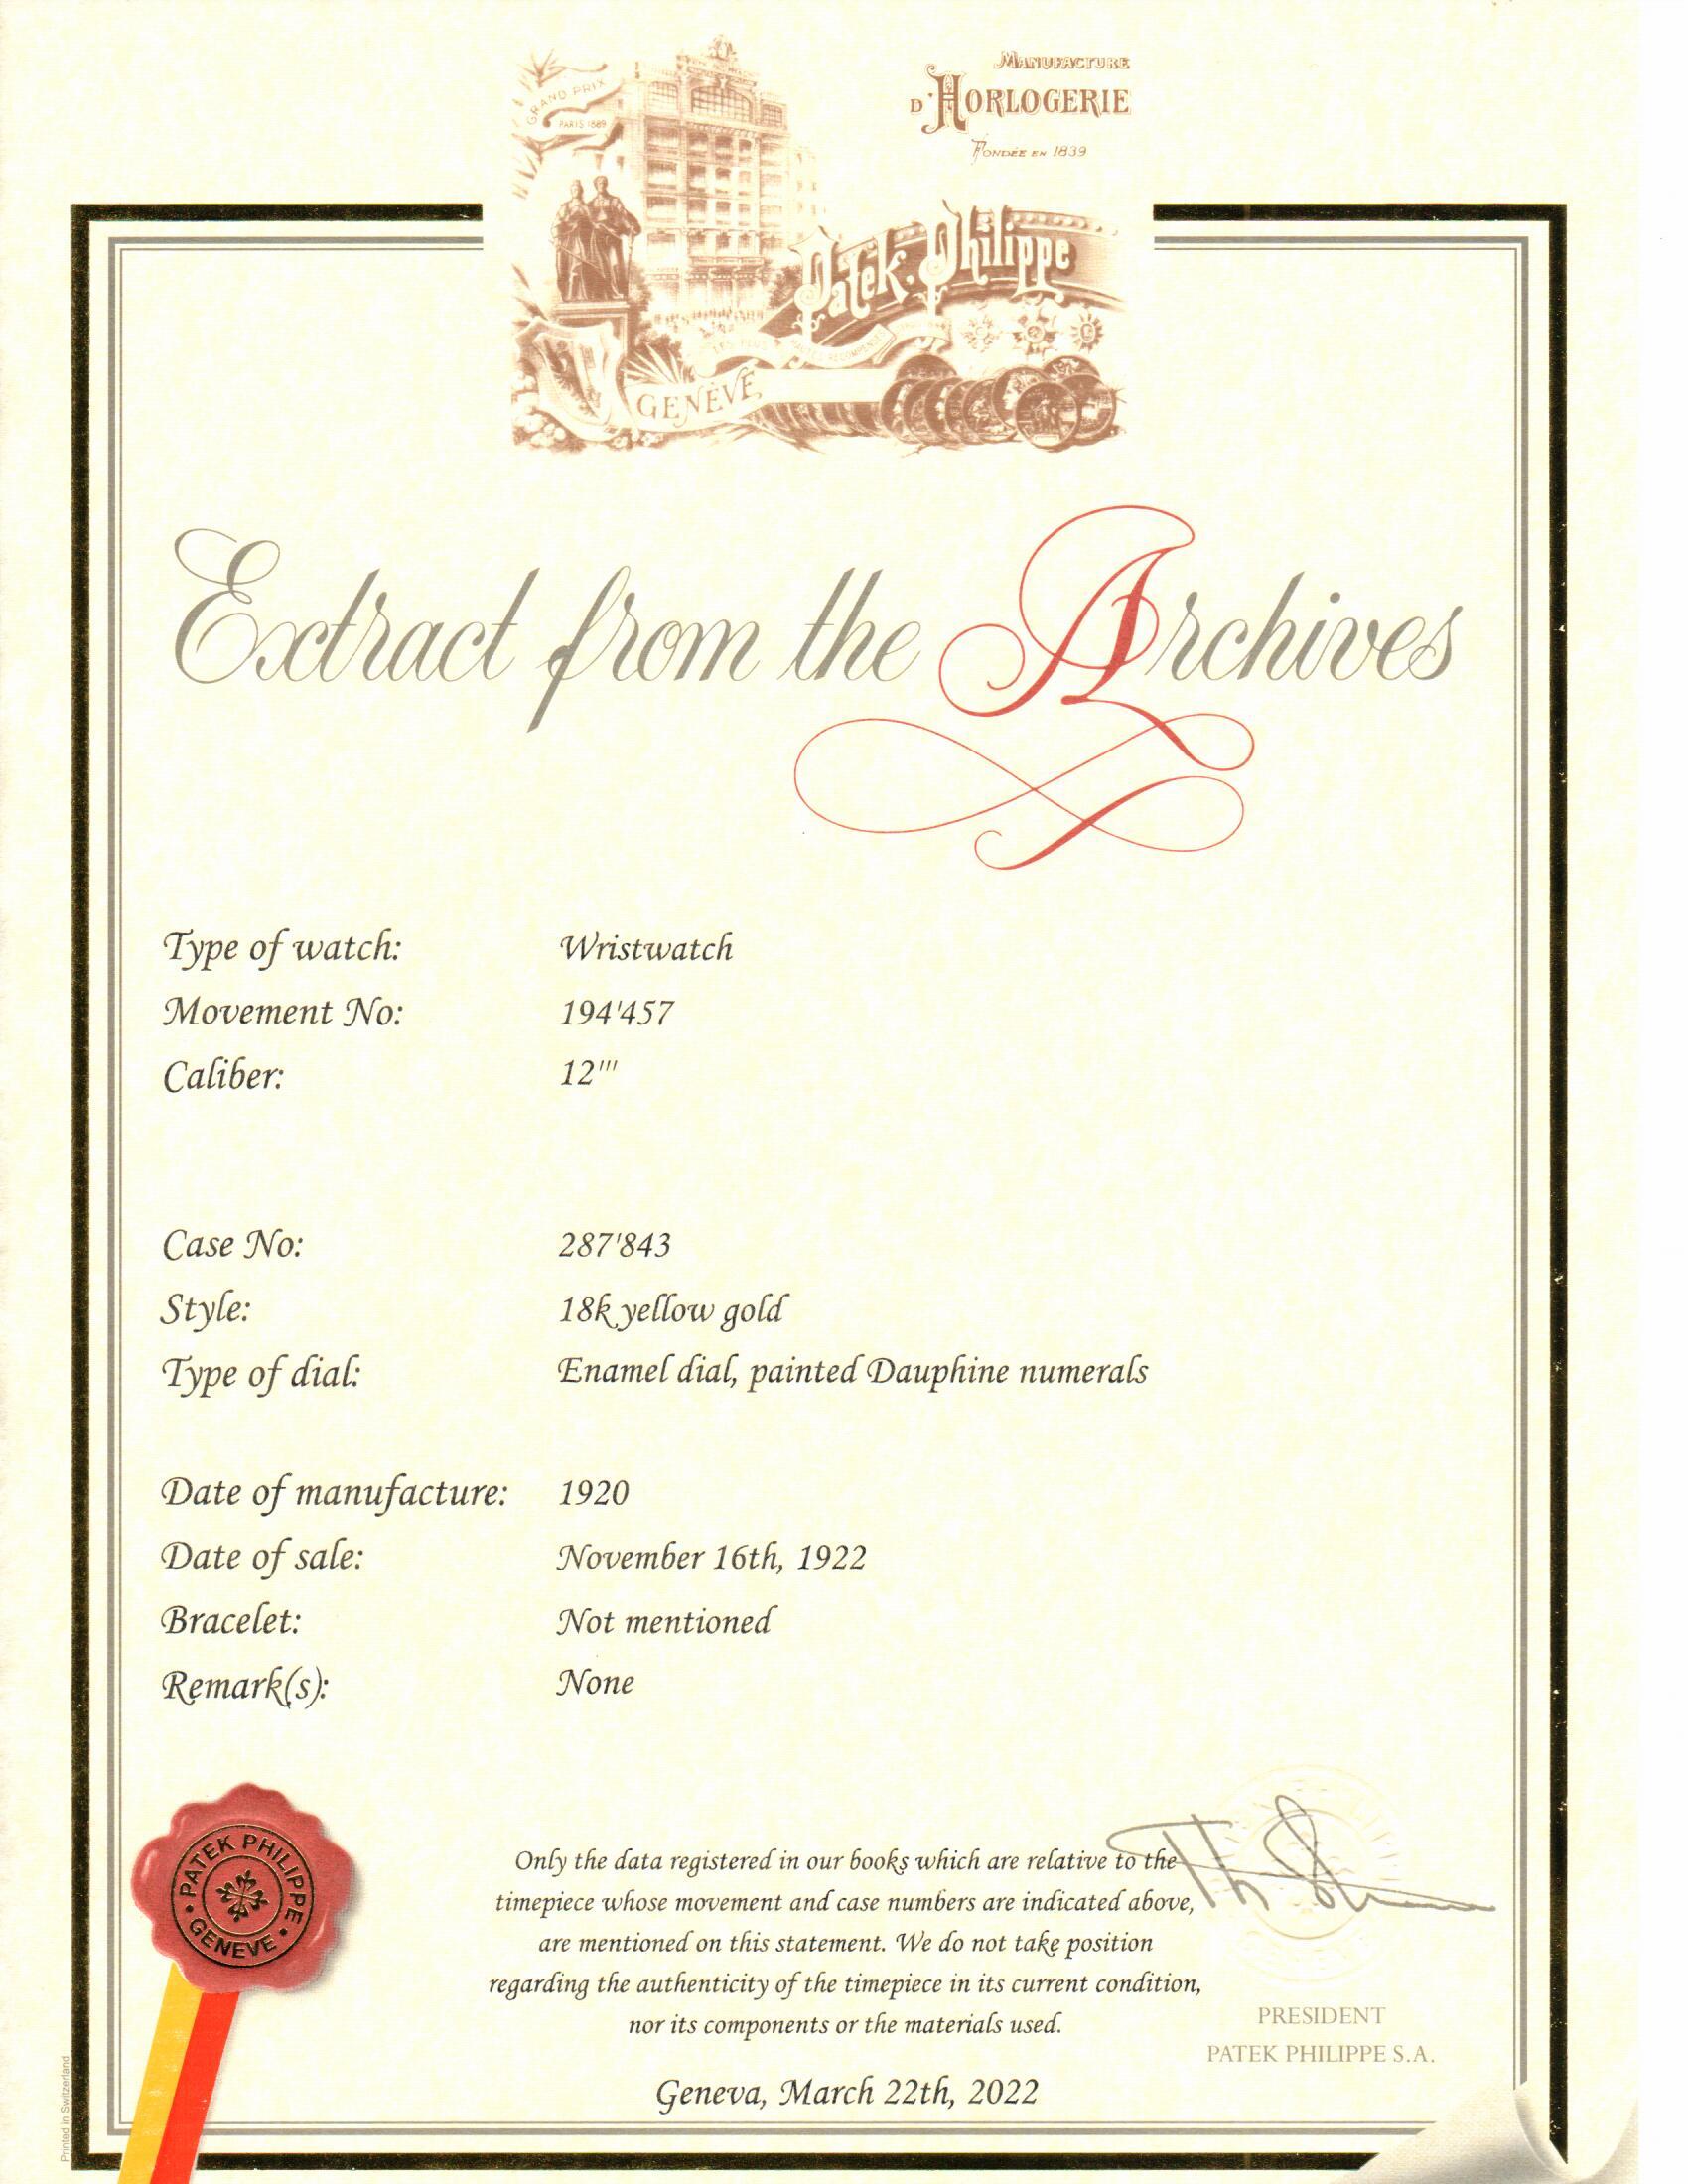 GRAND PRIX
PARIS 1889
MANUFACTURE
D'HORLOGERIE
FONDÉE EN 1839
Patek. Philippe
GENÈVE
Extract from the Archives
Type of watch: Wristwatch
Movement No: 194'457
Caliber: 12'''
Case No: 287'843
Style: 18k yellow gold
Type of dial: Enamel dial, painted Dauphine numerals
Date of manufacture: 1920
Date of sale: November 16th, 1922
Bracelet: Not mentioned
Remark(s): None
PATEK PHILIPPE
GENEVE
Only the data registered in our books which are relative to the
timepiece whose movement and case numbers are indicated above,
are mentioned on this statement. We do not take position
regarding the authenticity of the timepiece in its current condition,
nor its components or the materials used.
PRESIDENT
PATEK PHILIPPE S.A.
Geneva, March 22th, 2022
Printed in Switzerland